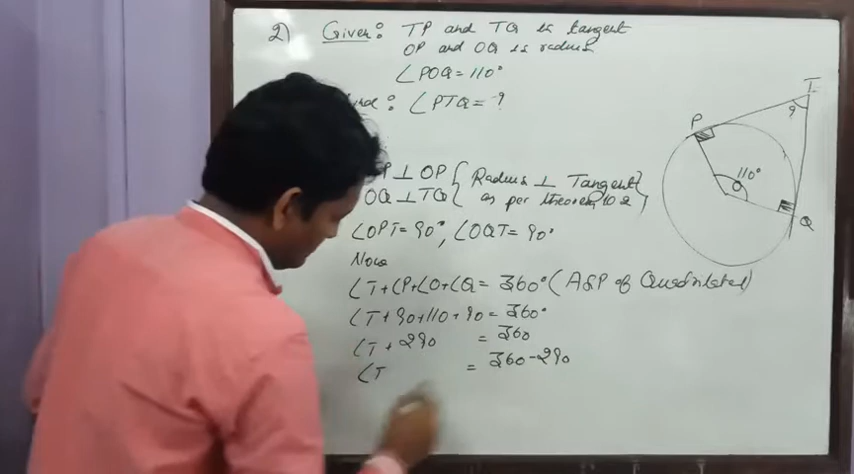 2) Given: TP and TQ is tangent
OP and OQ is radius
∠POQ=110°
∠PTQ=?
P⊥OP { Radius ⊥ Tangent
OQ⊥TQ { as per theorem 10.2 }
∠OPT=90°, ∠OQT=90°
Now
∠T+∠P+∠O+∠Q=360° (ASP of Quadrilateral)
∠T+90+110+90=360°
∠T+290 =360
∠T =360-290
T
?
P
110°
O
Q